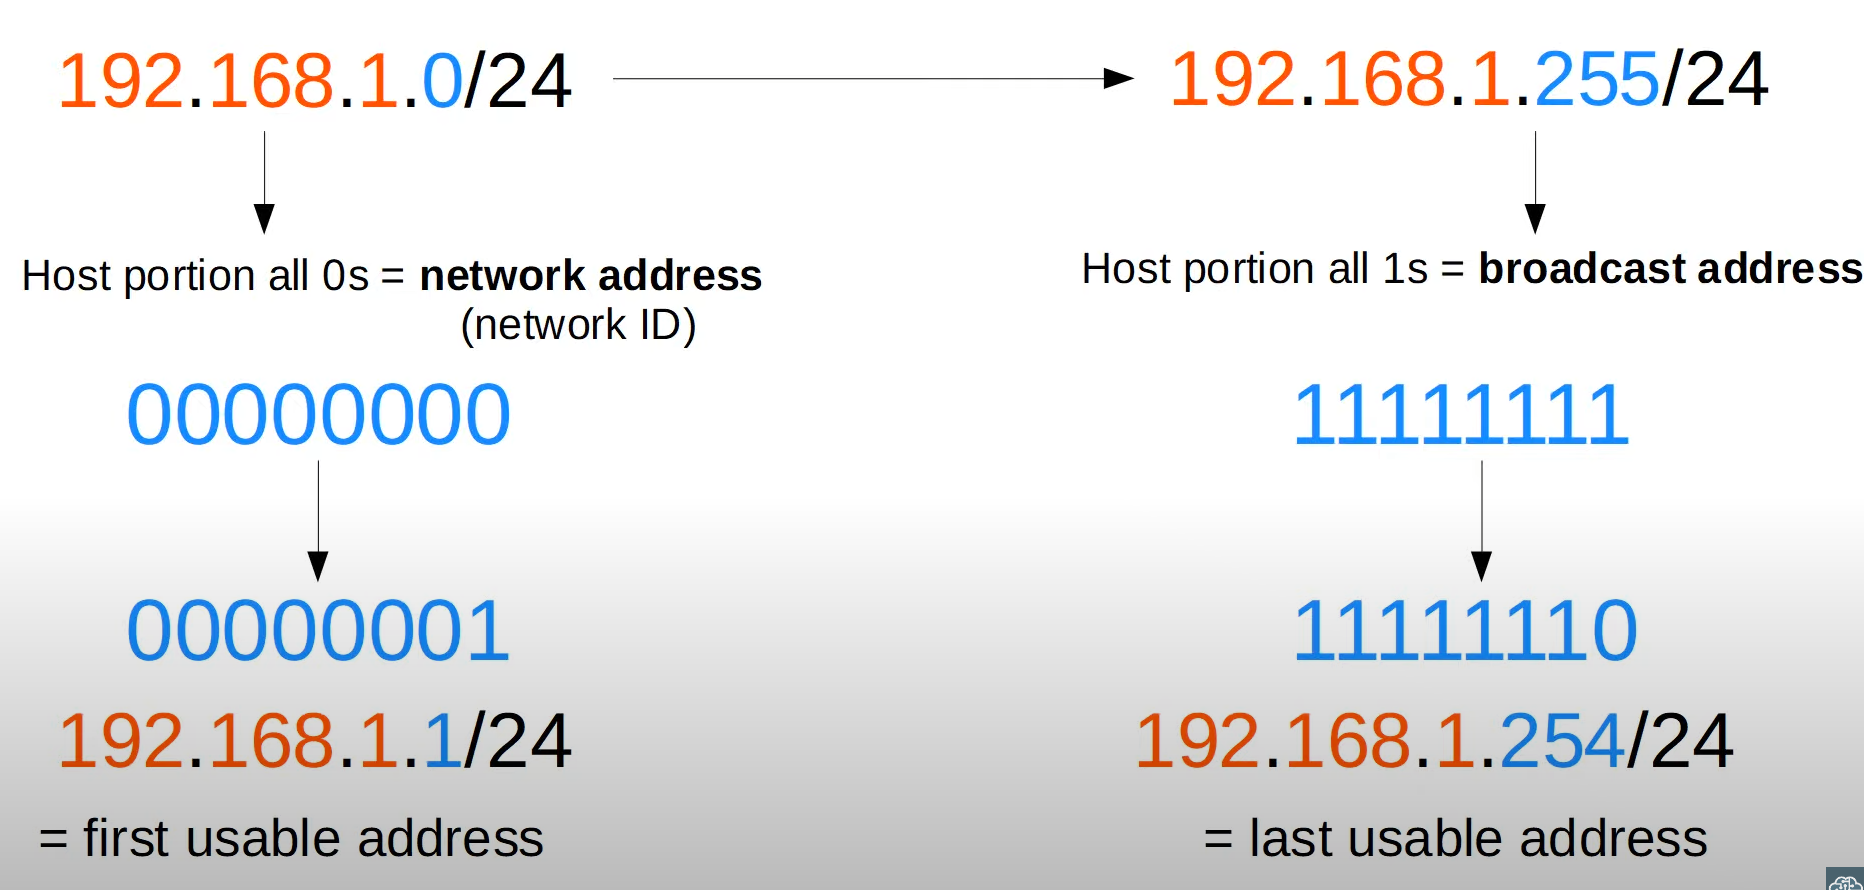 192.168.1.0/24
192.168.1.255/24
Host portion all 0s = network address
(network ID)
Host portion all 1s = broadcast address
00000000
11111111
00000001
11111110
192.168.1.1/24
192.168.1.254/24
= first usable address
= last usable address